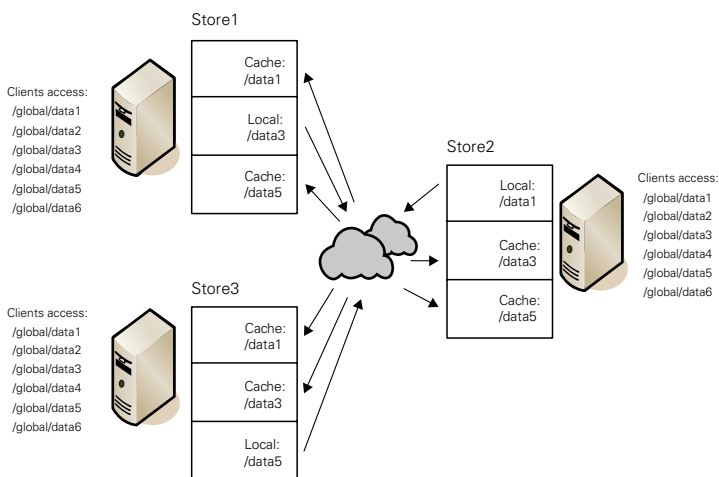 Store1
Clients access:
/global/data1
/global/data2
/global/data3
/global/data4
/global/data5
/global/data6
Cache:
/data1
Local:
/data3
Cache:
/data5
Store2
Local:
/data1
Cache:
/data3
Cache:
/data5
Clients access:
/global/data1
/global/data2
/global/data3
/global/data4
/global/data5
/global/data6
Store3
Clients access:
/global/data1
/global/data2
/global/data3
/global/data4
/global/data5
/global/data6
Cache:
/data1
Cache:
/data3
Local:
/data5